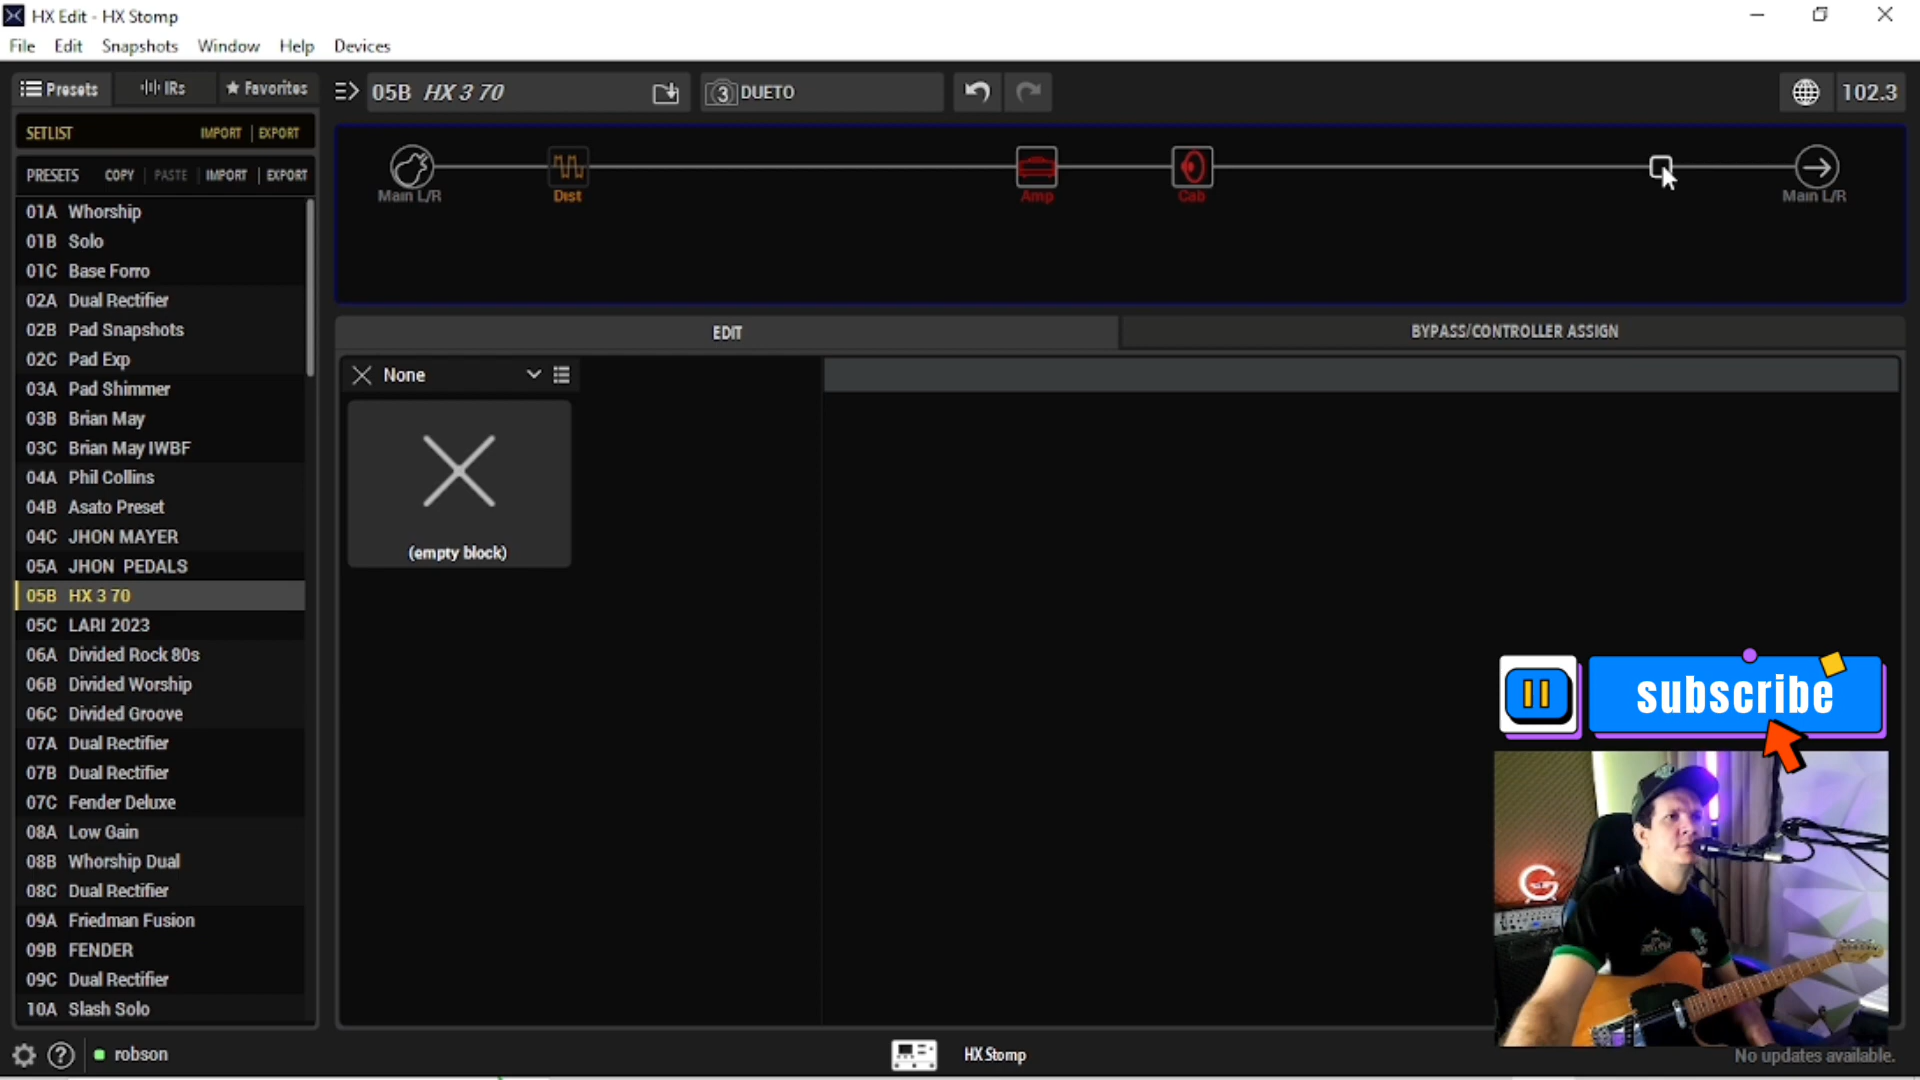 HX Edit - HX Stomp
File Edit Snapshots Window Help Devices
Presets IRs Favorites
05B HX 3 70
3 DUETO
102.3
SETLIST IMPORT EXPORT
PRESETS COPY PASTE IMPORT EXPORT
Main L/R Dist Amp Cab Main L/R
EDIT BYPASS/CONTROLLER ASSIGN
None
(empty block)
01A Whorship
01B Solo
01C Base Forro
02A Dual Rectifier
02B Pad Snapshots
02C Pad Exp
03A Pad Shimmer
03B Brian May
03C Brian May IWBF
04A Phil Collins
04B Asato Preset
04C JHON MAYER
05A JHON PEDALS
05B HX 3 70
05C LARI 2023
06A Divided Rock 80s
06B Divided Worship
06C Divided Groove
07A Dual Rectifier
07B Dual Rectifier
07C Fender Deluxe
08A Low Gain
08B Whorship Dual
08C Dual Rectifier
09A Friedman Fusion
09B FENDER
09C Dual Rectifier
10A Slash Solo
subscribe
G
robson
HX Stomp
No updates available.